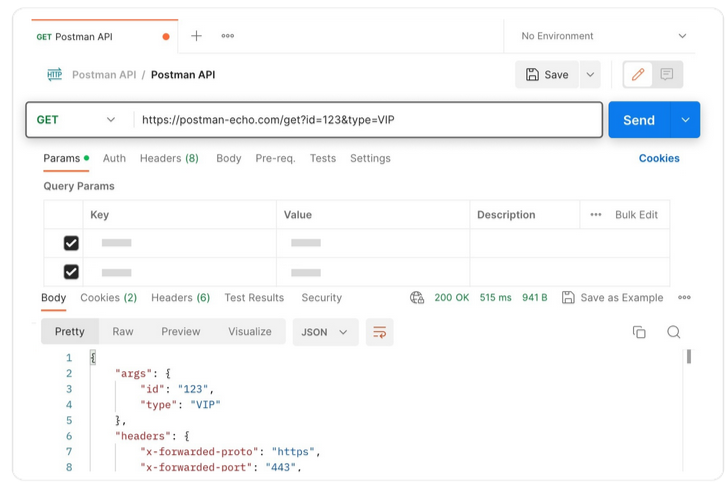 GET Postman API
No Environment
HTTP Postman API / Postman API
Save
GET https://postman-echo.com/get?id=123&type=VIP Send
Params Auth Headers (8) Body Pre-req. Tests Settings Cookies
Query Params
Key Value Description Bulk Edit
Body Cookies (2) Headers (6) Test Results Security 200 OK 515 ms 941 B Save as Example
Pretty Raw Preview Visualize JSON
1 {
2 "args": {
3 "id": "123",
4 "type": "VIP"
5 },
6 "headers": {
7 "x-forwarded-proto": "https",
8 "x-forwarded-port": "443",